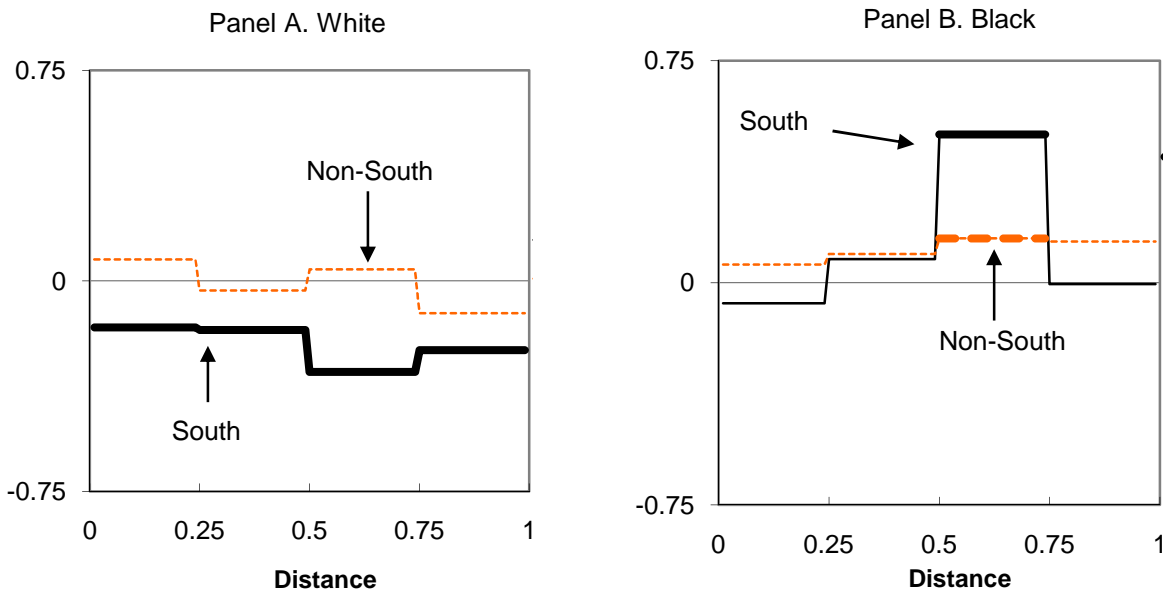 Panel A. White
0.75
0
-0.75
Non-South
South
0 0.25 0.5 0.75 1
Distance
Panel B. Black
0.75
0
-0.75
South
Non-South
0 0.25 0.5 0.75 1
Distance